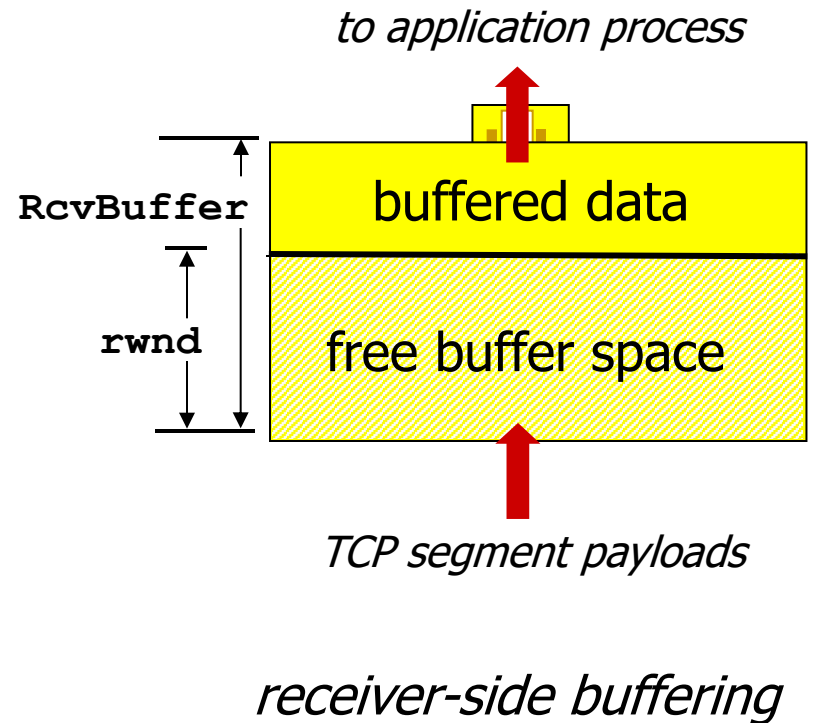 to application process
RcvBuffer
buffered data
rwnd
free buffer space
TCP segment payloads
receiver-side buffering